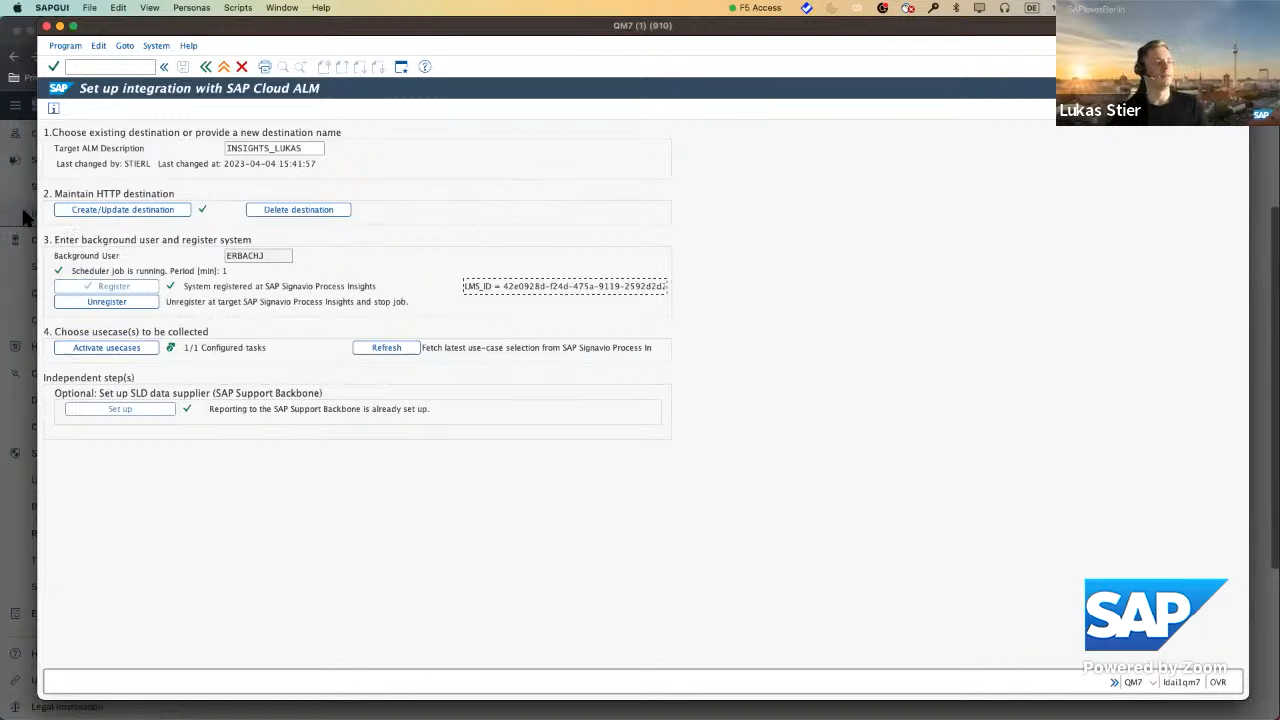 SAPGUI File Edit View Window Help F5 Access DE
QM7 (1) (910)
SAPlovesBerlin
Program Edit Goto System Help
SAP Set up integration with SAP Cloud ALM
Lukas Stier
SAP
1.Choose existing destination or provide a new destination name
Target ALM Description INSIGHTS_LUKAS
Last changed by: STIERL Last changed at: 2023-04-04 15:41:57
2. Maintain HTTP destination
Create/Update destination Delete destination
3. Enter background user and register system
Background User ERBACHJ
Scheduler job is running. Period [min]: 1
Register System registered at SAP Signavio Process Insights LMS_ID = 42e0928d-f24d-475a-9119-2592d2d2
Unregister Unregister at target SAP Signavio Process Insights and stop job.
4. Choose usecase(s) to be collected
Activate usecases 1/1 Configured tasks Refresh Fetch latest use-case selection from SAP Signavio Process In
Independent step(s)
Optional: Set up SLD data supplier (SAP Support Backbone)
Set up Reporting to the SAP Support Backbone is already set up.
SAP
Powered by Zoom
QM7 ldai1qm7 OVR
Legal Information